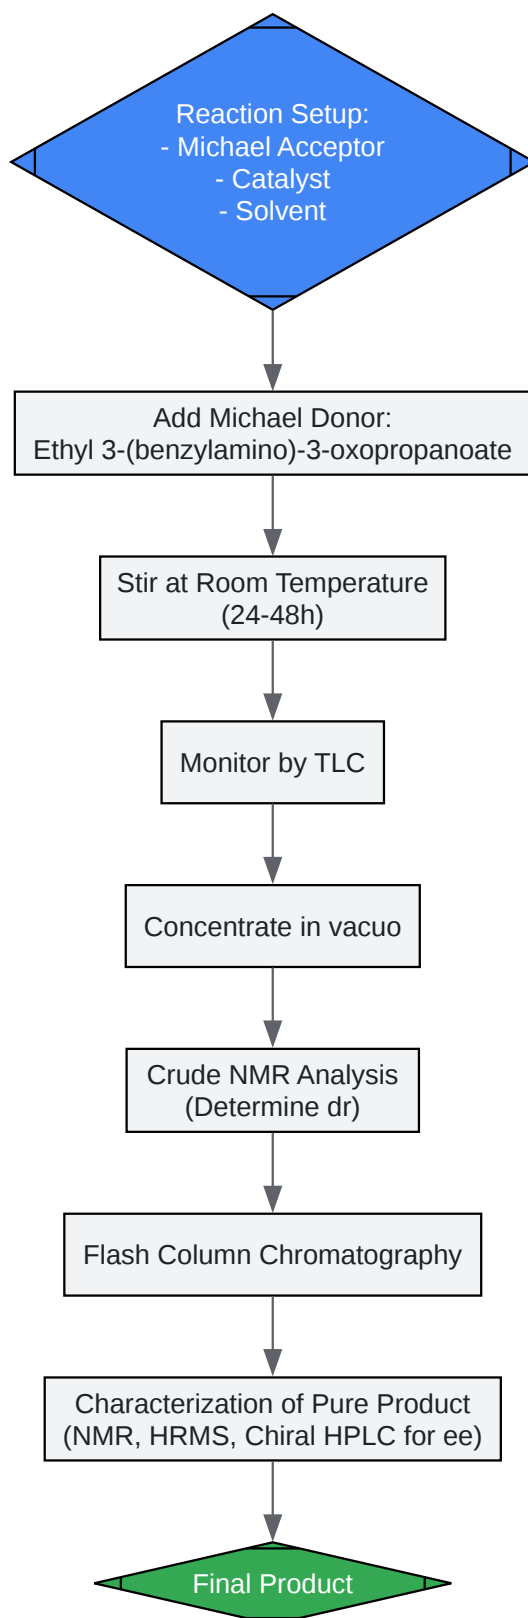 Reaction Setup:
- Michael Acceptor
- Catalyst
- Solvent
Add Michael Donor:
Ethyl 3-(benzylamino)-3-oxopropanoate
Stir at Room Temperature
(24-48h)
Monitor by TLC
Concentrate in vacuo
Crude NMR Analysis
(Determine dr)
Flash Column Chromatography
Characterization of Pure Product
(NMR, HRMS, Chiral HPLC for ee)
Final Product